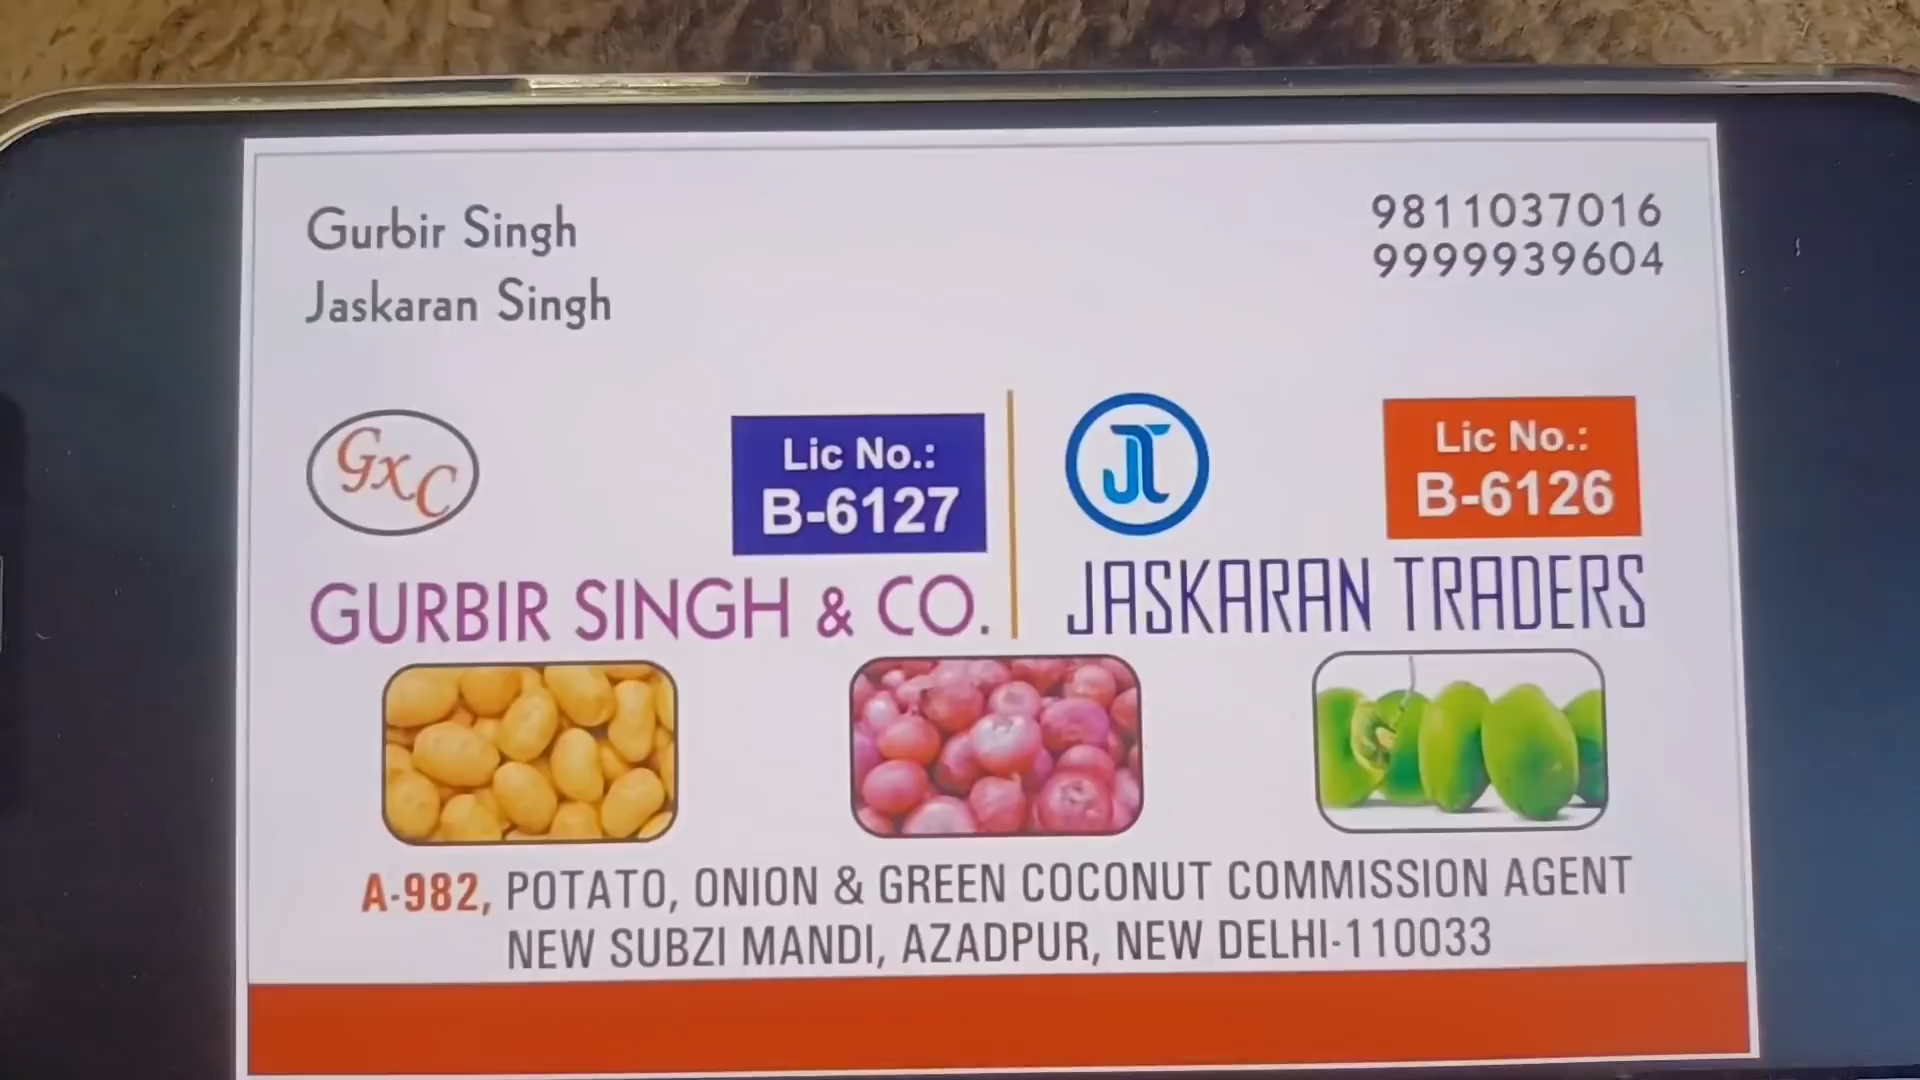 Gurbir Singh
Jaskaran Singh
9811037016
9999939604
GxC
Lic No.:
B-6127
GURBIR SINGH & CO.
JT
Lic No.:
B-6126
JASKARAN TRADERS
A-982, POTATO, ONION & GREEN COCONUT COMMISSION AGENT
NEW SUBZI MANDI, AZADPUR, NEW DELHI-110033